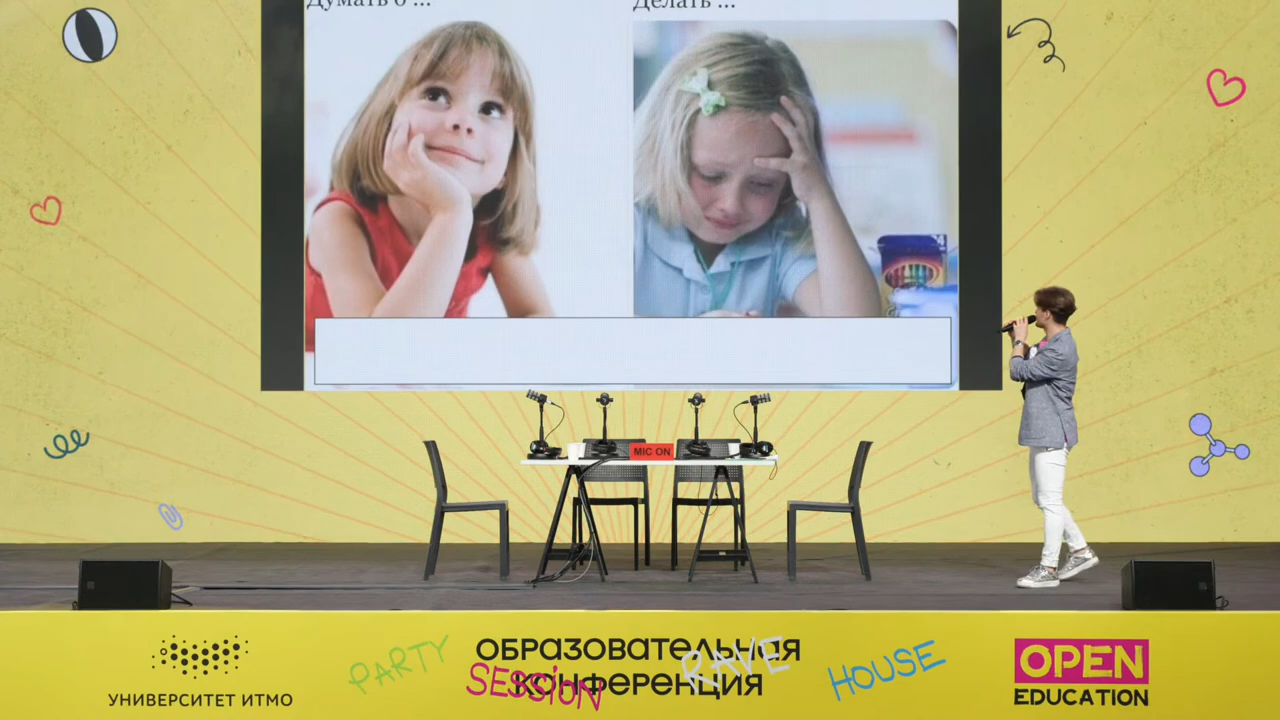 Думать о ...
Делать ...
MIC ON
УНИВЕРСИТЕТ ИТМО
PARTY
ОБРАЗОВАТЕЛЬНАЯ
КОНФЕРЕНЦИЯ
SESSION
RAVE
HOUSE
OPEN
EDUCATION